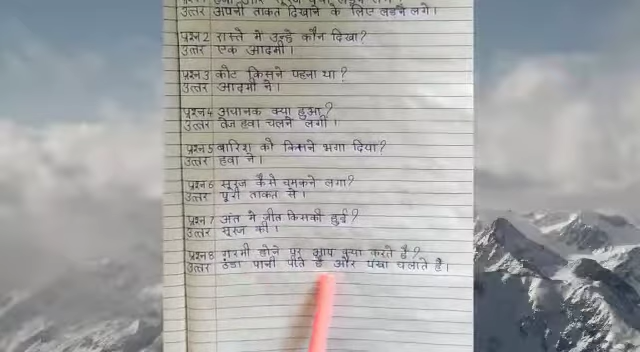 उत्तर अपनी ताकत दिखाने के लिए लडने लगे।
प्रश्न2 रास्ते में उन्हे कौन दिखा?
उत्तर एक आदमी।
प्रश्न3 कोट किसने पहना था?
उत्तर आदमी ने।
प्रश्न4 अचानक क्या हुआ?
उत्तर तेज हवा चलने लगी।
प्रश्न5 बारिश को किसने भगा दिया?
उत्तर हवा ने।
प्रश्न6 सूरज कैसे चमकने लगा?
उत्तर पूरी ताकत से।
प्रश्न7 अंत में जीत किसकी हुई?
उत्तर सूरज की।
प्रश्न8 गरमी होने पर आप क्या करते है?
उत्तर ठंडा पानी पीते है और पंखा चलाते है।